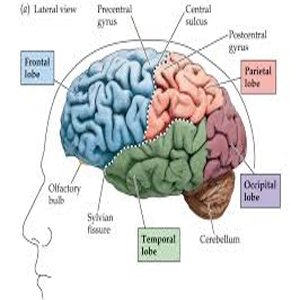 (a) Lateral view
Precentral
gyrus
Central
sulcus
Postcentral
gyrus
Frontal
lobe
Parietal
lobe
Olfactory
bulb
Sylvian
fissure
Temporal
lobe
Cerebellum
Occipital
lobe